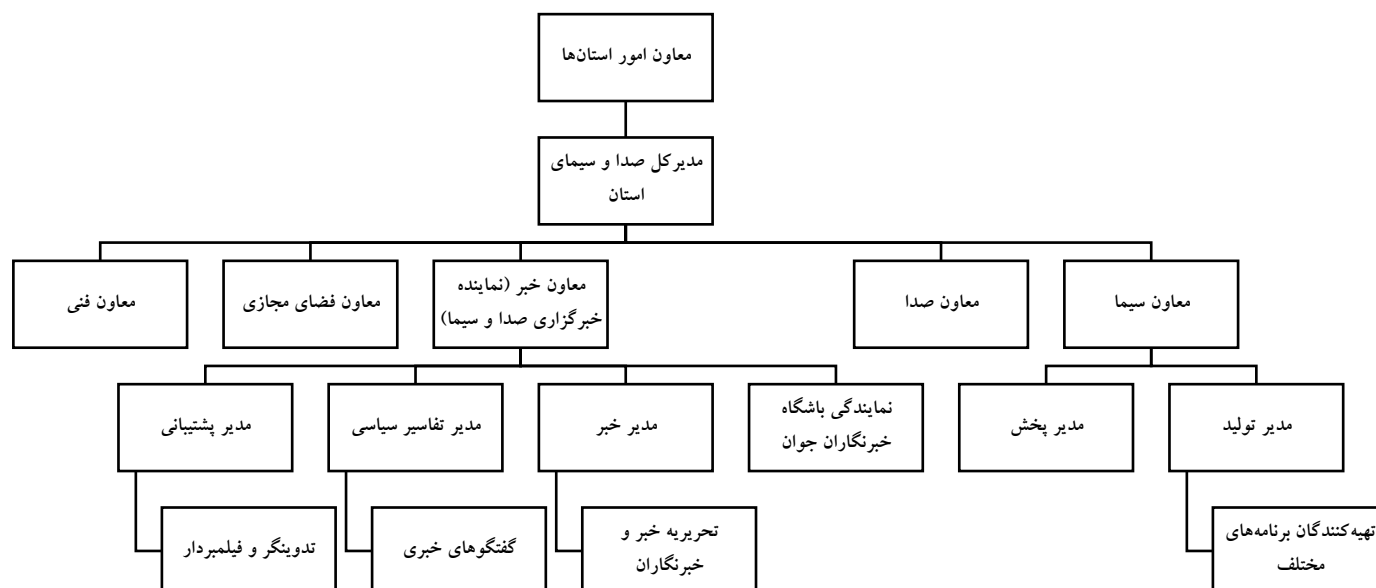 معاون امور استان‌ها
مدیرکل صدا و سیمای
استان
معاون سیما
معاون صدا
معاون خبر (نماینده
خبرگزاری صدا و سیما)
معاون فضای مجازی
معاون فنی
مدیر تولید
مدیر پخش
نمایندگی باشگاه
خبرنگاران جوان
مدیر خبر
مدیر تفاسیر سیاسی
مدیر پشتیبانی
تهیه‌کنندگان برنامه‌های
مختلف
تحریریه خبر و
خبرنگاران
گفتگوهای خبری
تدوینگر و فیلمبردار